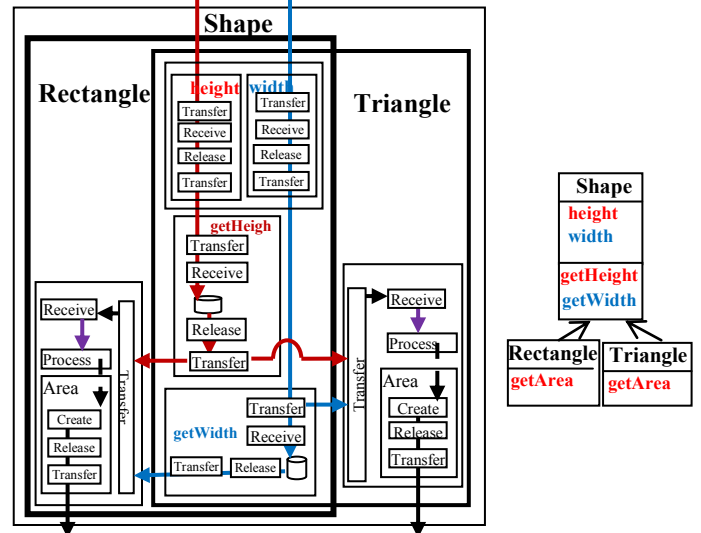 Shape
Rectangle
height
width
Triangle
Transfer
Receive
Release
Transfer
Transfer
Receive
Release
Transfer
getHeigh
Transfer
Receive
Release
Transfer
getWidth
Transfer
Receive
Release
Transfer
Receive
Process
Area
Create
Release
Transfer
Transfer
Transfer
Receive
Process
Area
Create
Release
Transfer
Shape
height
width
getHeight
getWidth
Rectangle
getArea
Triangle
getArea